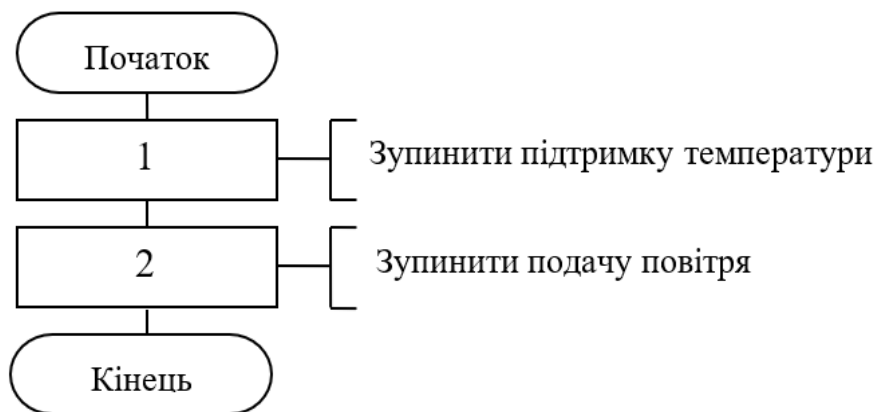 Початок
1
Зупинити підтримку температури
2
Зупинити подачу повітря
Кінець